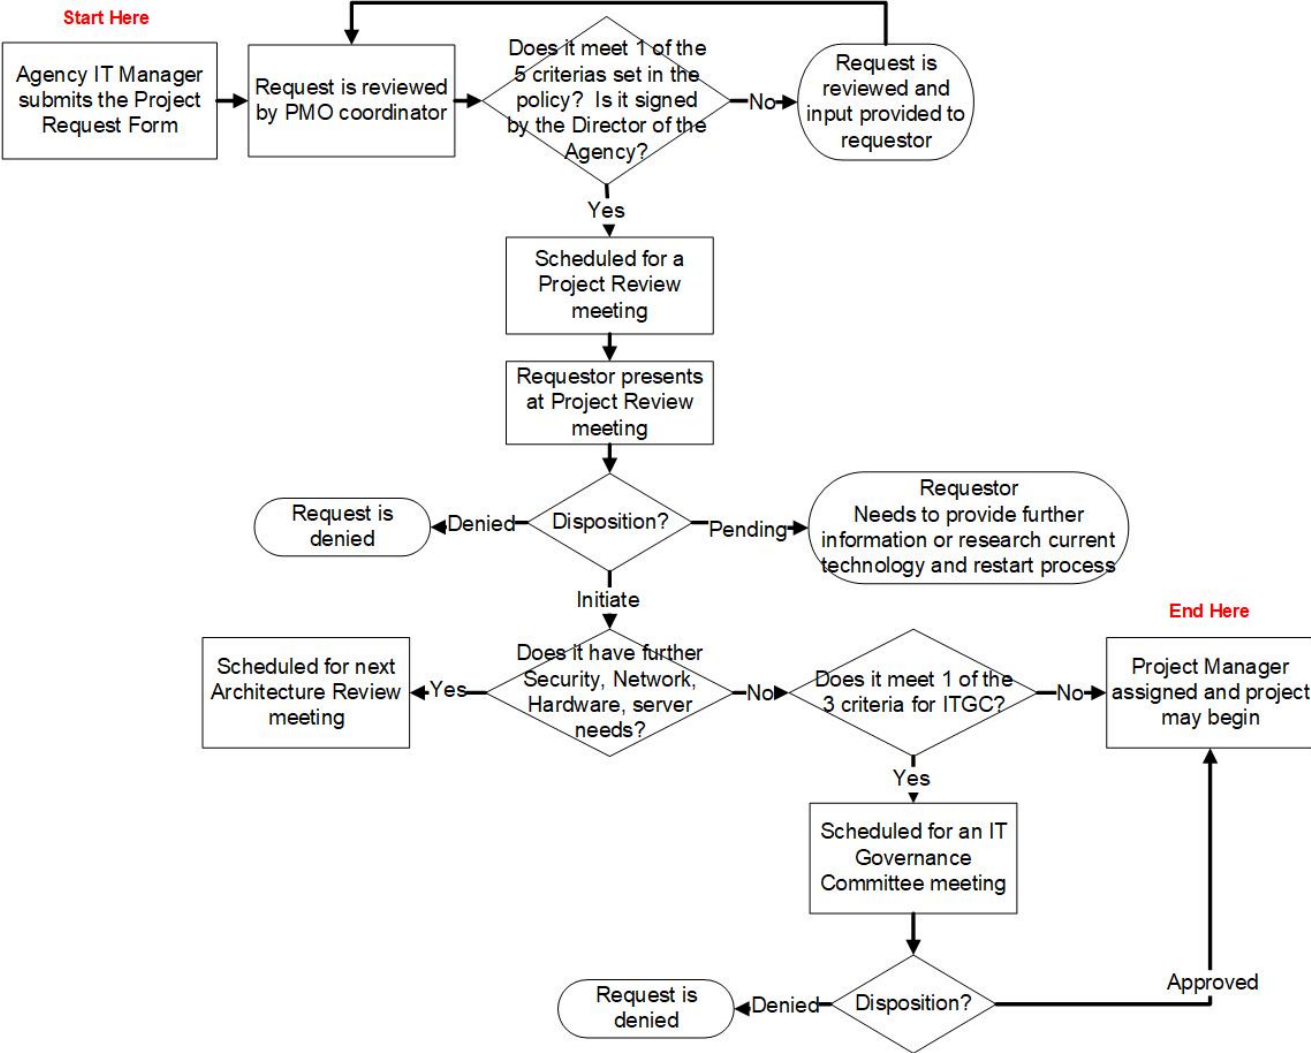 Start Here
Agency IT Manager
submits the Project
Request Form
Request is reviewed
by PMO coordinator
Does it meet 1 of the
5 criterias set in the
policy? Is it signed
by the Director of the
Agency?
No
Request is
reviewed and
input provided to
requestor
Yes
Scheduled for a
Project Review
meeting
Requestor presents
at Project Review
meeting
Request is
denied
Denied
Disposition?
Pending
Requestor
Needs to provide further
information or research current
technology and restart process
Initiate
End Here
Scheduled for next
Architecture Review
meeting
Yes
Does it have further
Security, Network,
Hardware, server
needs?
No
Does it meet 1 of the
3 criteria for ITGC?
No
Project Manager
assigned and project
may begin
Yes
Scheduled for an IT
Governance
Committee meeting
Request is
denied
Denied
Disposition?
Approved